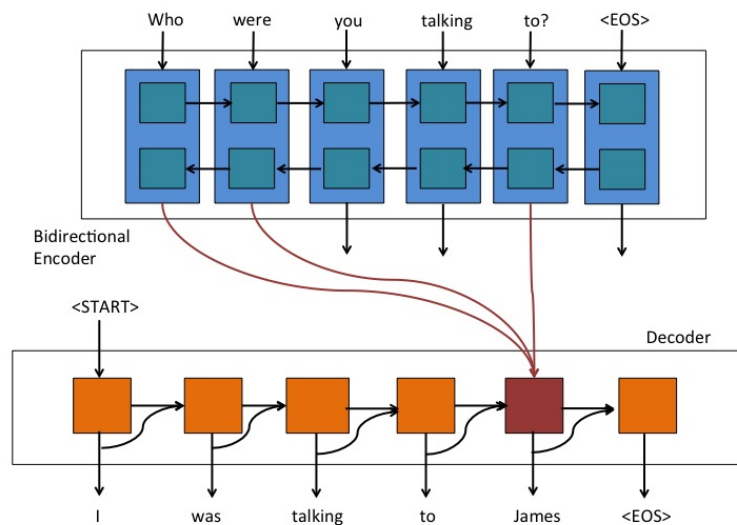 Who were you talking to? <EOS>
Bidirectional
Encoder
<START>
Decoder
I was talking to James <EOS>